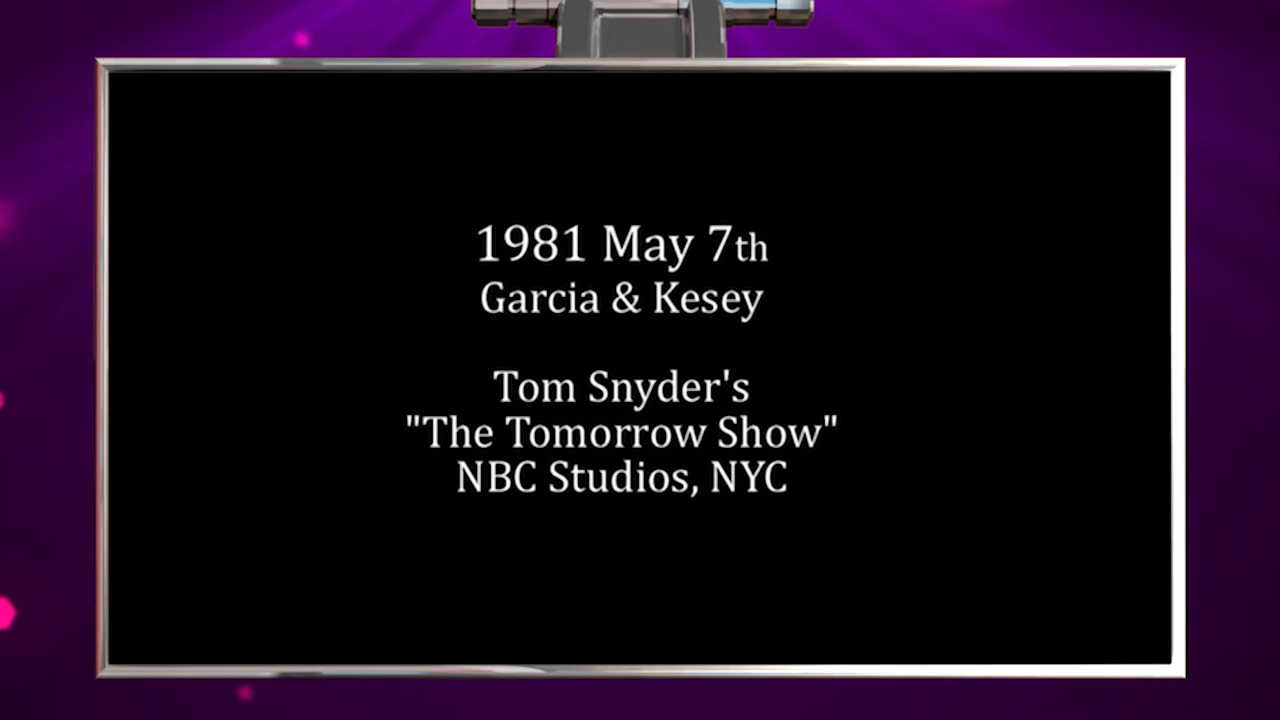 1981 May 7th
Garcia & Kesey
Tom Snyder's
"The Tomorrow Show"
NBC Studios, NYC